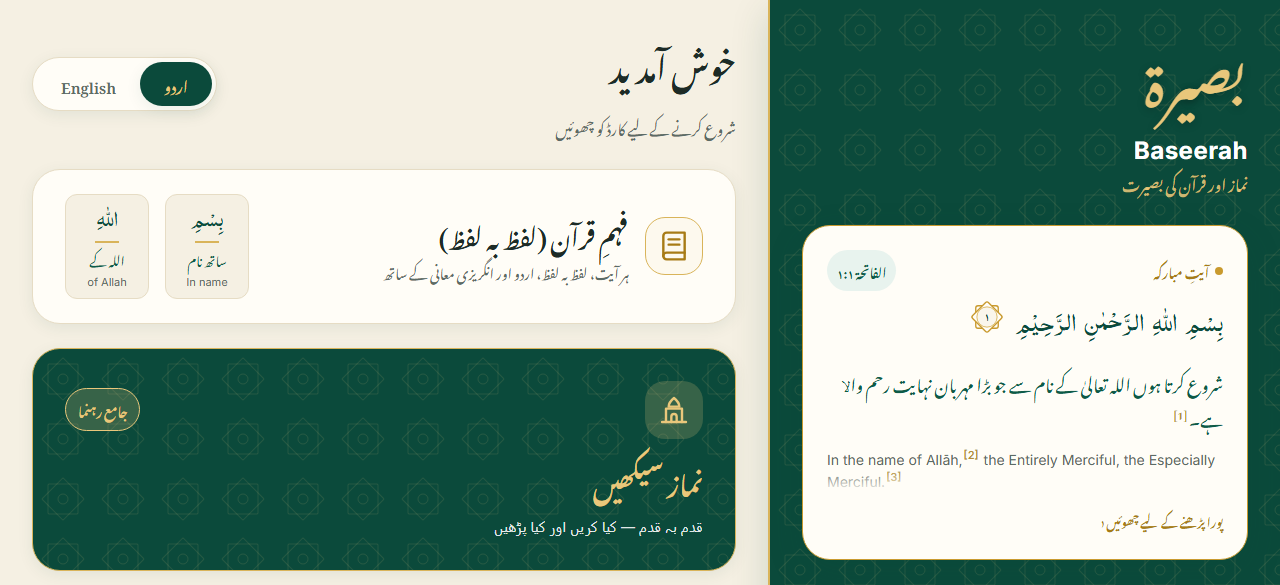 بصيرة
Baseerah
نماز اور قرآن کی بصیرت
آیتِ مبارکہ
الفاتحة ۱:۱
بِسْمِ اللّٰهِ الرَّحْمٰنِ الرَّحِيْمِ ۱
شروع کرتا ہوں اللہ تعالیٰ کے نام سے جو بڑا مہربان نہایت رحم والا
ہے۔[1]
In the name of Allāh,[2] the Entirely Merciful, the Especially
Merciful.[3]
پورا پڑھنے کے لیے چھوئیں ›
خوش آمدید
شروع کرنے کے لیے کارڈ کو چھوئیں
اردو
English
فہمِ قرآن (لفظ بہ لفظ)
ہر آیت، لفظ بہ لفظ، اردو اور انگریزی معانی کے ساتھ
بِسْمِ
ساتھ نام
In name
اللّٰهِ
اللہ کے
of Allah
جامع رہنما
نماز سیکھیں
قدم بہ قدم — کیا کریں اور کیا پڑھیں